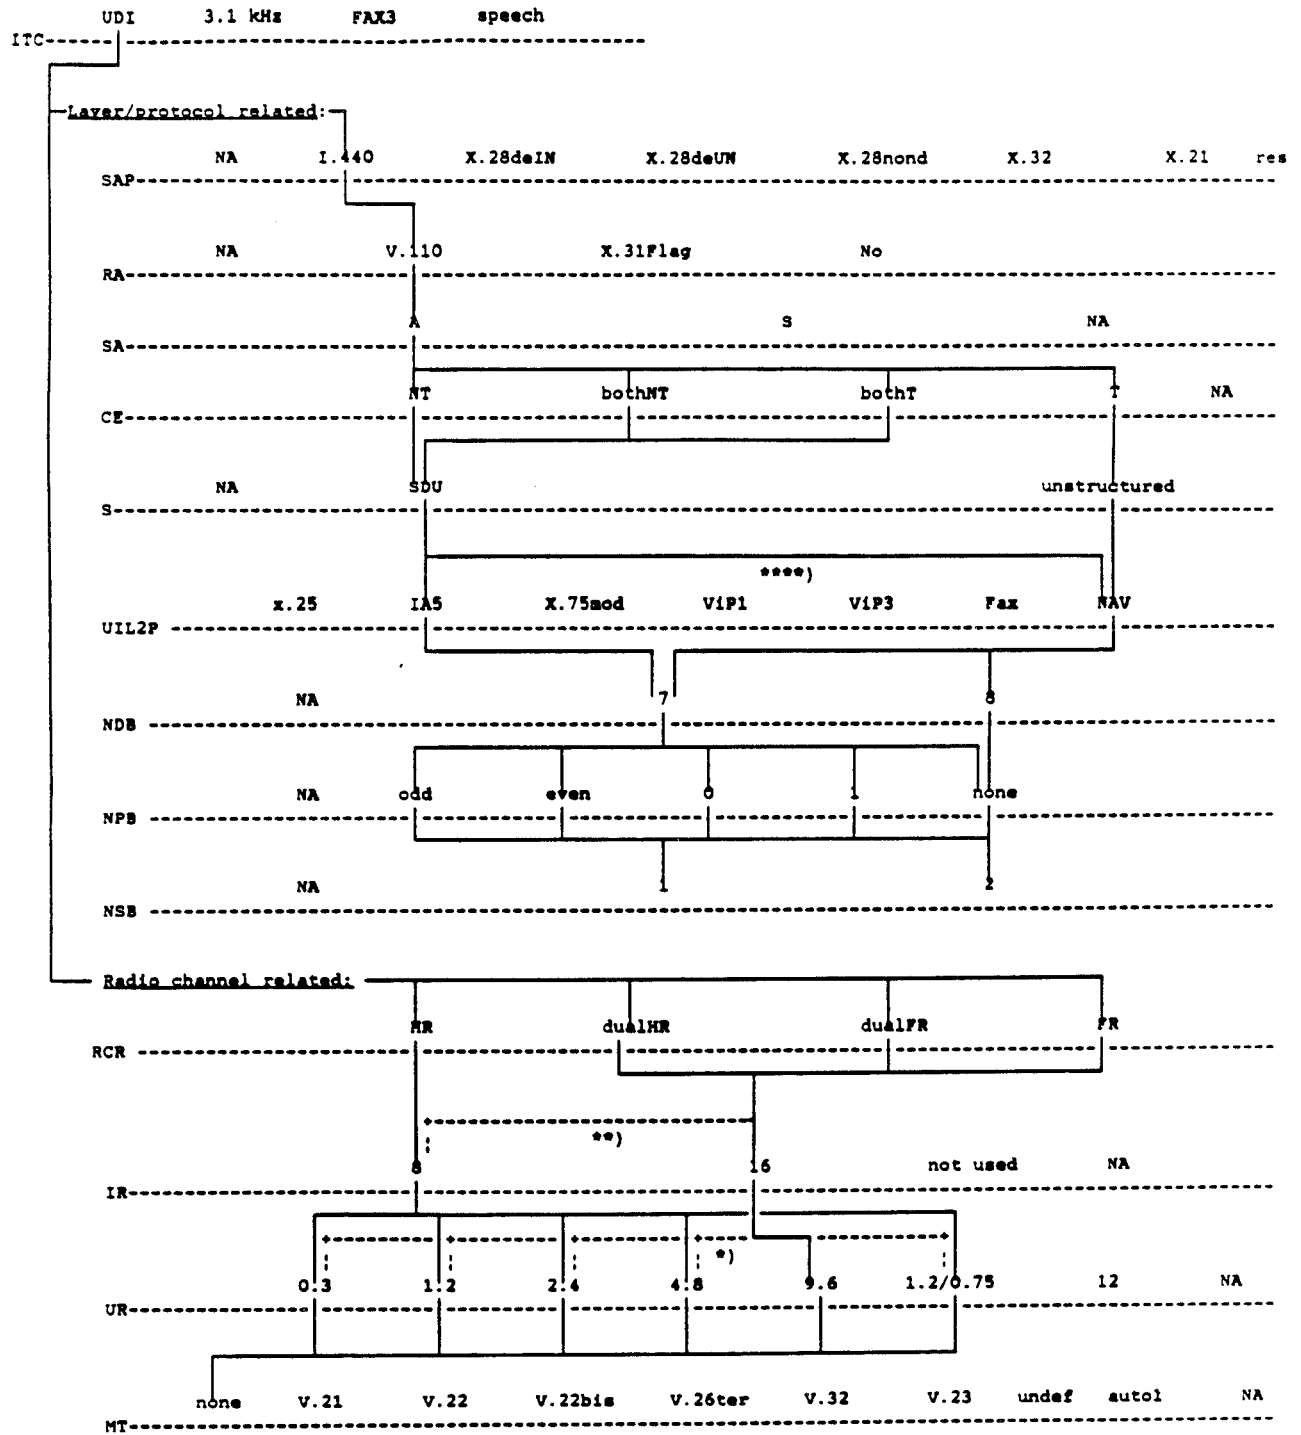 UDI 3.1 kHz FAX3 speech
ITC
Layer/protocol related:
NA I.440 X.28deIN X.28deUN X.28nond X.32 X.21 res
SAP
NA V.110 X.31Flag No
RA
A S NA
SA
NT bothNT bothT T NA
CE
NA SDU unstructured
S
****)
x.25 IA5 X.75mod ViP1 ViP3 Fax NAV
UIL2P
NA 7 8
NDB
NA odd even 0 1 none
NPB
NA 1 2
NSB
Radio channel related:
HR dualHR dualFR FR
RCR
**)
8 16 not used NA
IR
*)
0.3 1.2 2.4 4.8 9.6 1.2/0.75 12 NA
UR
none V.21 V.22 V.22bis V.26ter V.32 V.23 undef autol NA
MT